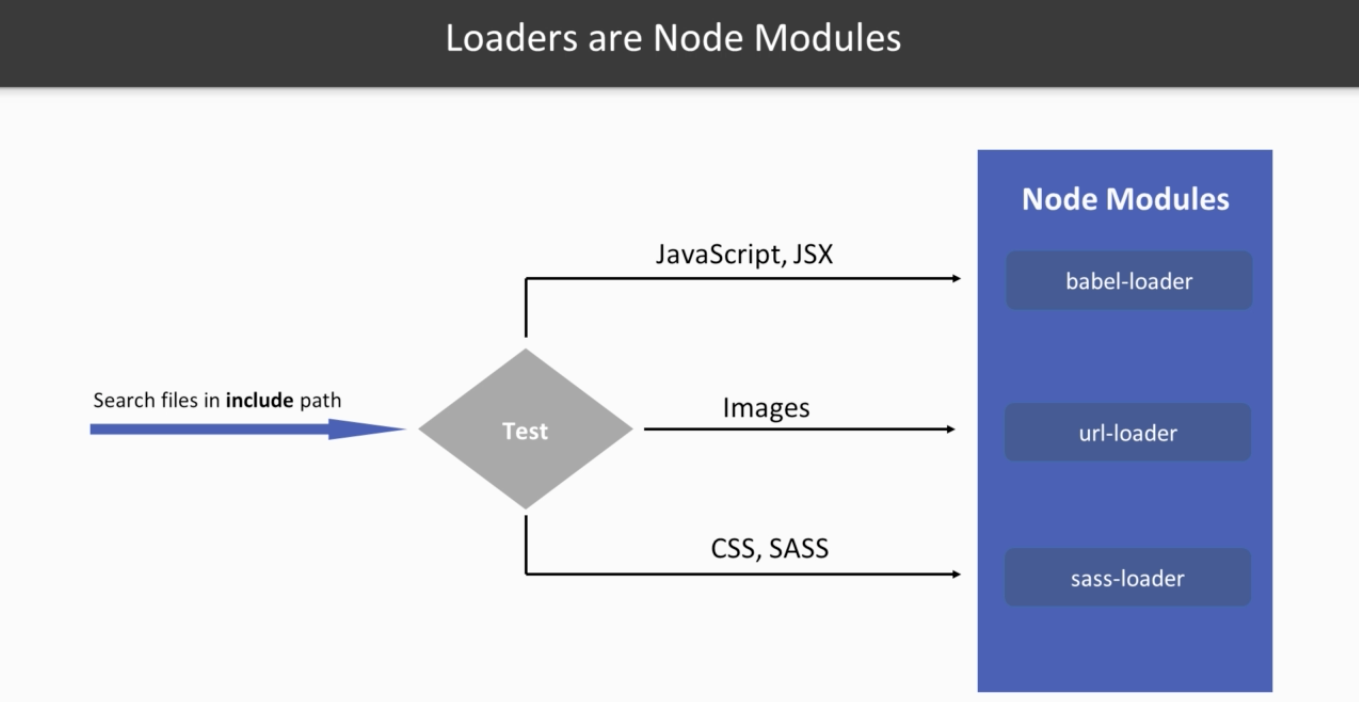 Loaders are Node Modules
Node Modules
JavaScript, JSX
babel-loader
Search files in include path
Test
Images
url-loader
CSS, SASS
sass-loader